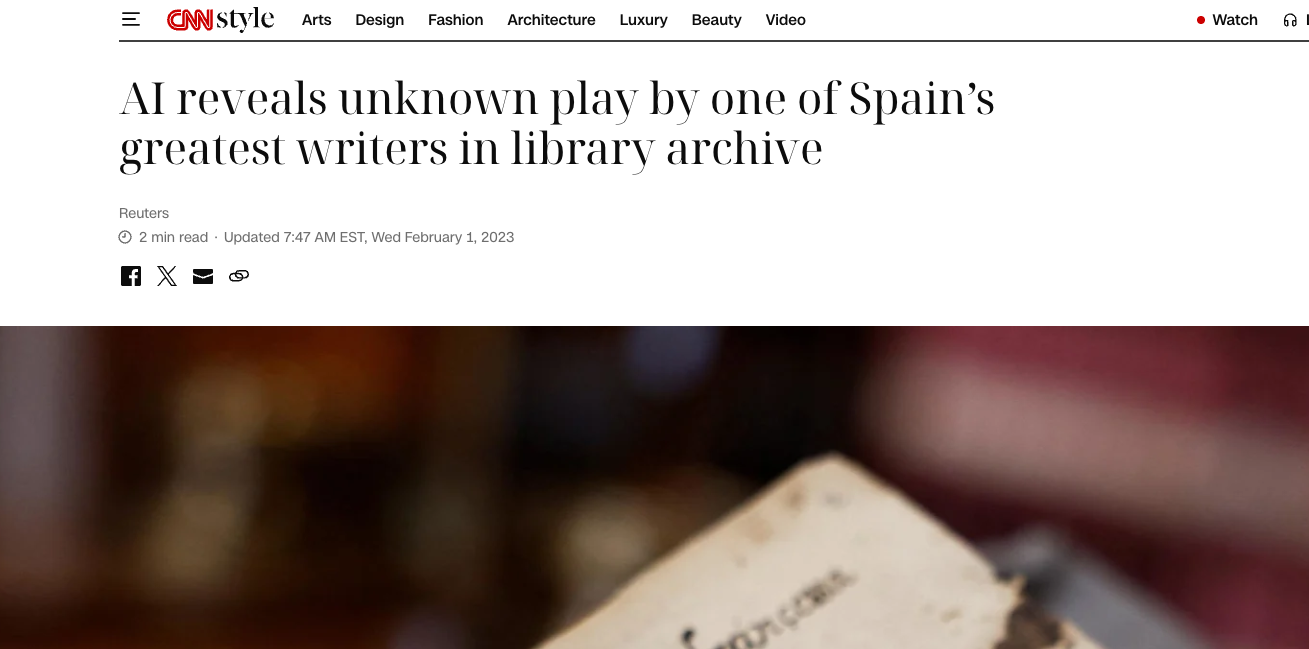 CNN style Arts Design Fashion Architecture Luxury Beauty Video Watch
AI reveals unknown play by one of Spain’s
greatest writers in library archive
Reuters
2 min read · Updated 7:47 AM EST, Wed February 1, 2023